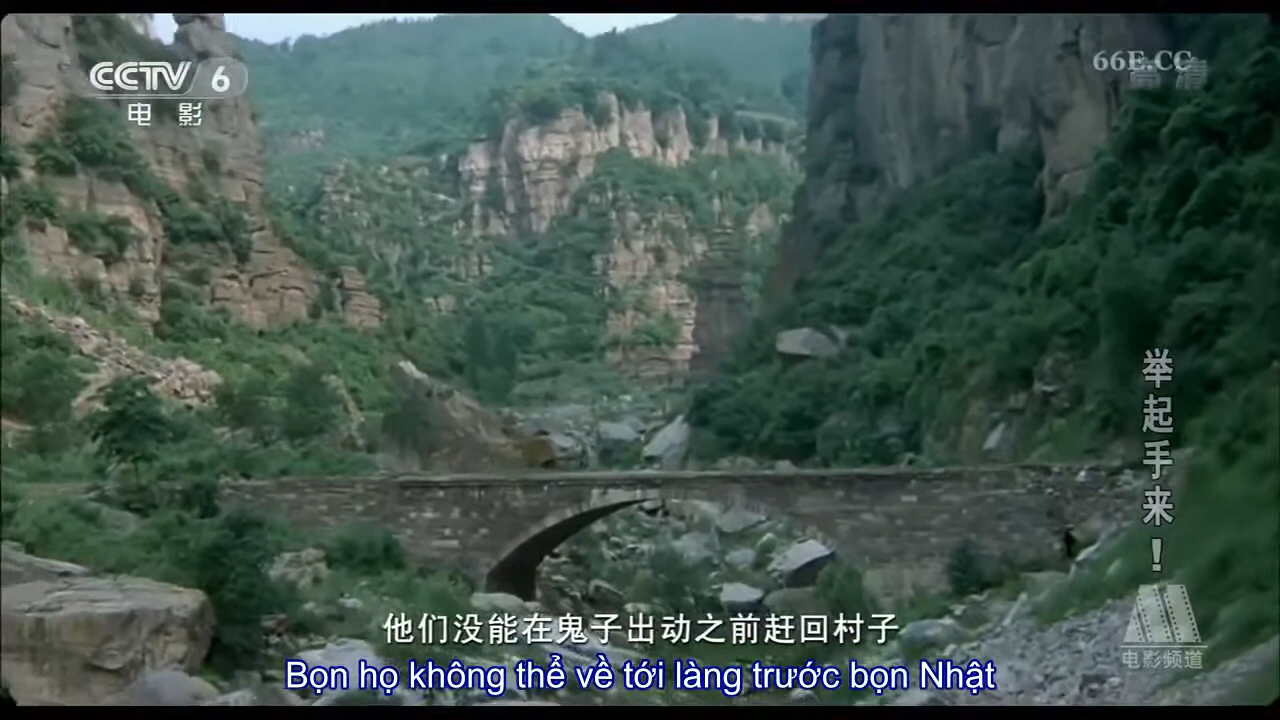 CCTV 6
电影
66E.CC
高清
举起手来！
他们没能在鬼子出动之前赶回村子
Bọn họ không thể về tới làng trước bọn Nhật
电影频道